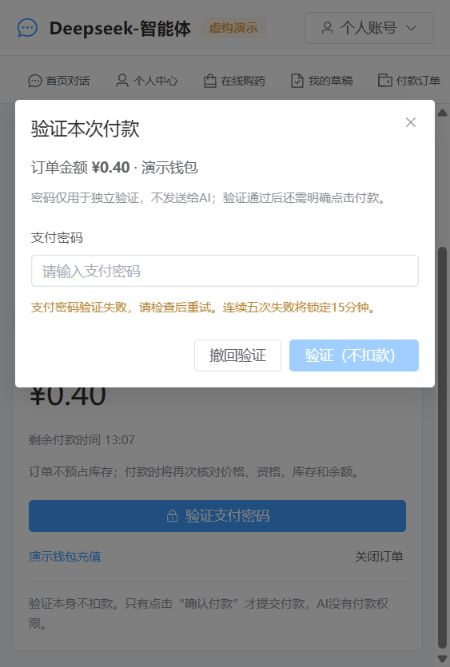 Deepseek-智能体 虚构演示 个人账号
首页对话 个人中心 在线购药 我的草稿 付款订单
验证本次付款
订单金额 ¥0.40 · 演示钱包
密码仅用于独立验证，不发送给AI；验证通过后还需明确点击付款。
支付密码
请输入支付密码
支付密码验证失败，请检查后重试。连续五次失败将锁定15分钟。
撤回验证 验证（不扣款）
¥0.40
剩余付款时间 13:07
订单不预占库存；付款时将再次核对价格、资格、库存和余额。
验证支付密码
演示钱包充值 关闭订单
验证本身不扣款。只有点击“确认付款”才提交付款，AI没有付款权
限。